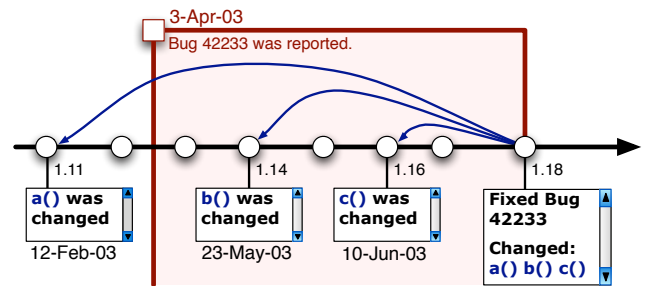 3-Apr-03
Bug 42233 was reported.
1.11
1.14
1.16
1.18
a() was
changed
b() was
changed
c() was
changed
Fixed Bug
42233
Changed:
a() b() c()
12-Feb-03
23-May-03
10-Jun-03